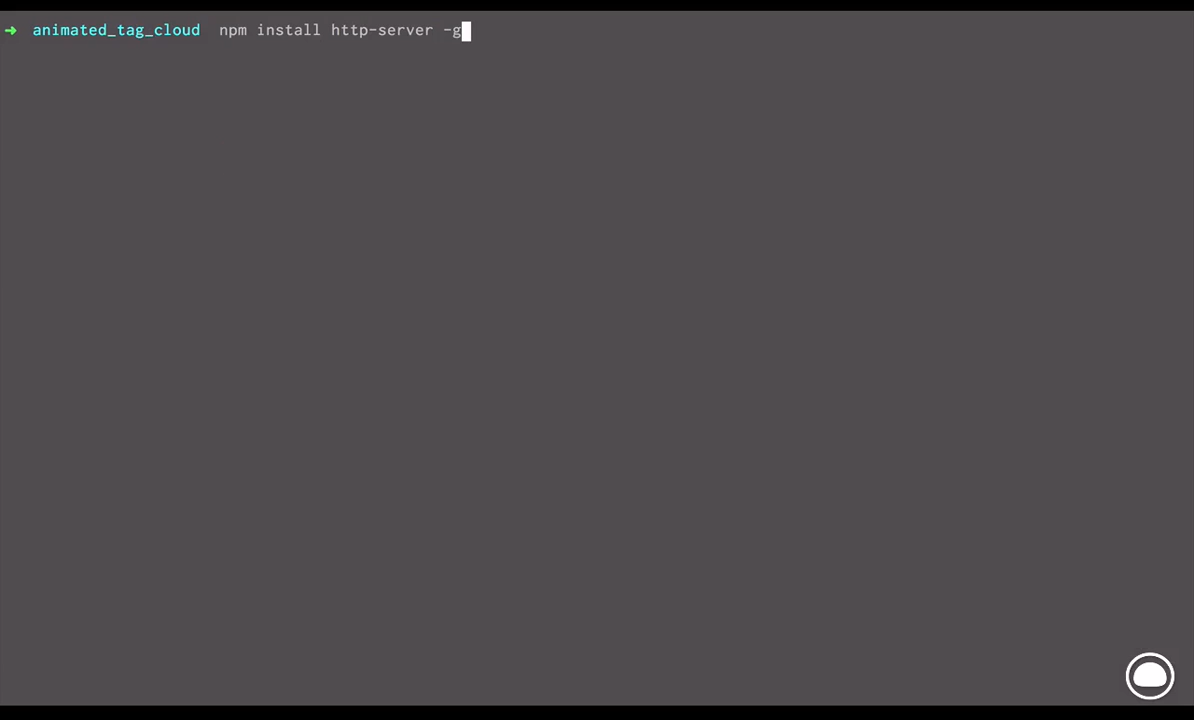 ➜ animated_tag_cloud npm install http-server -g